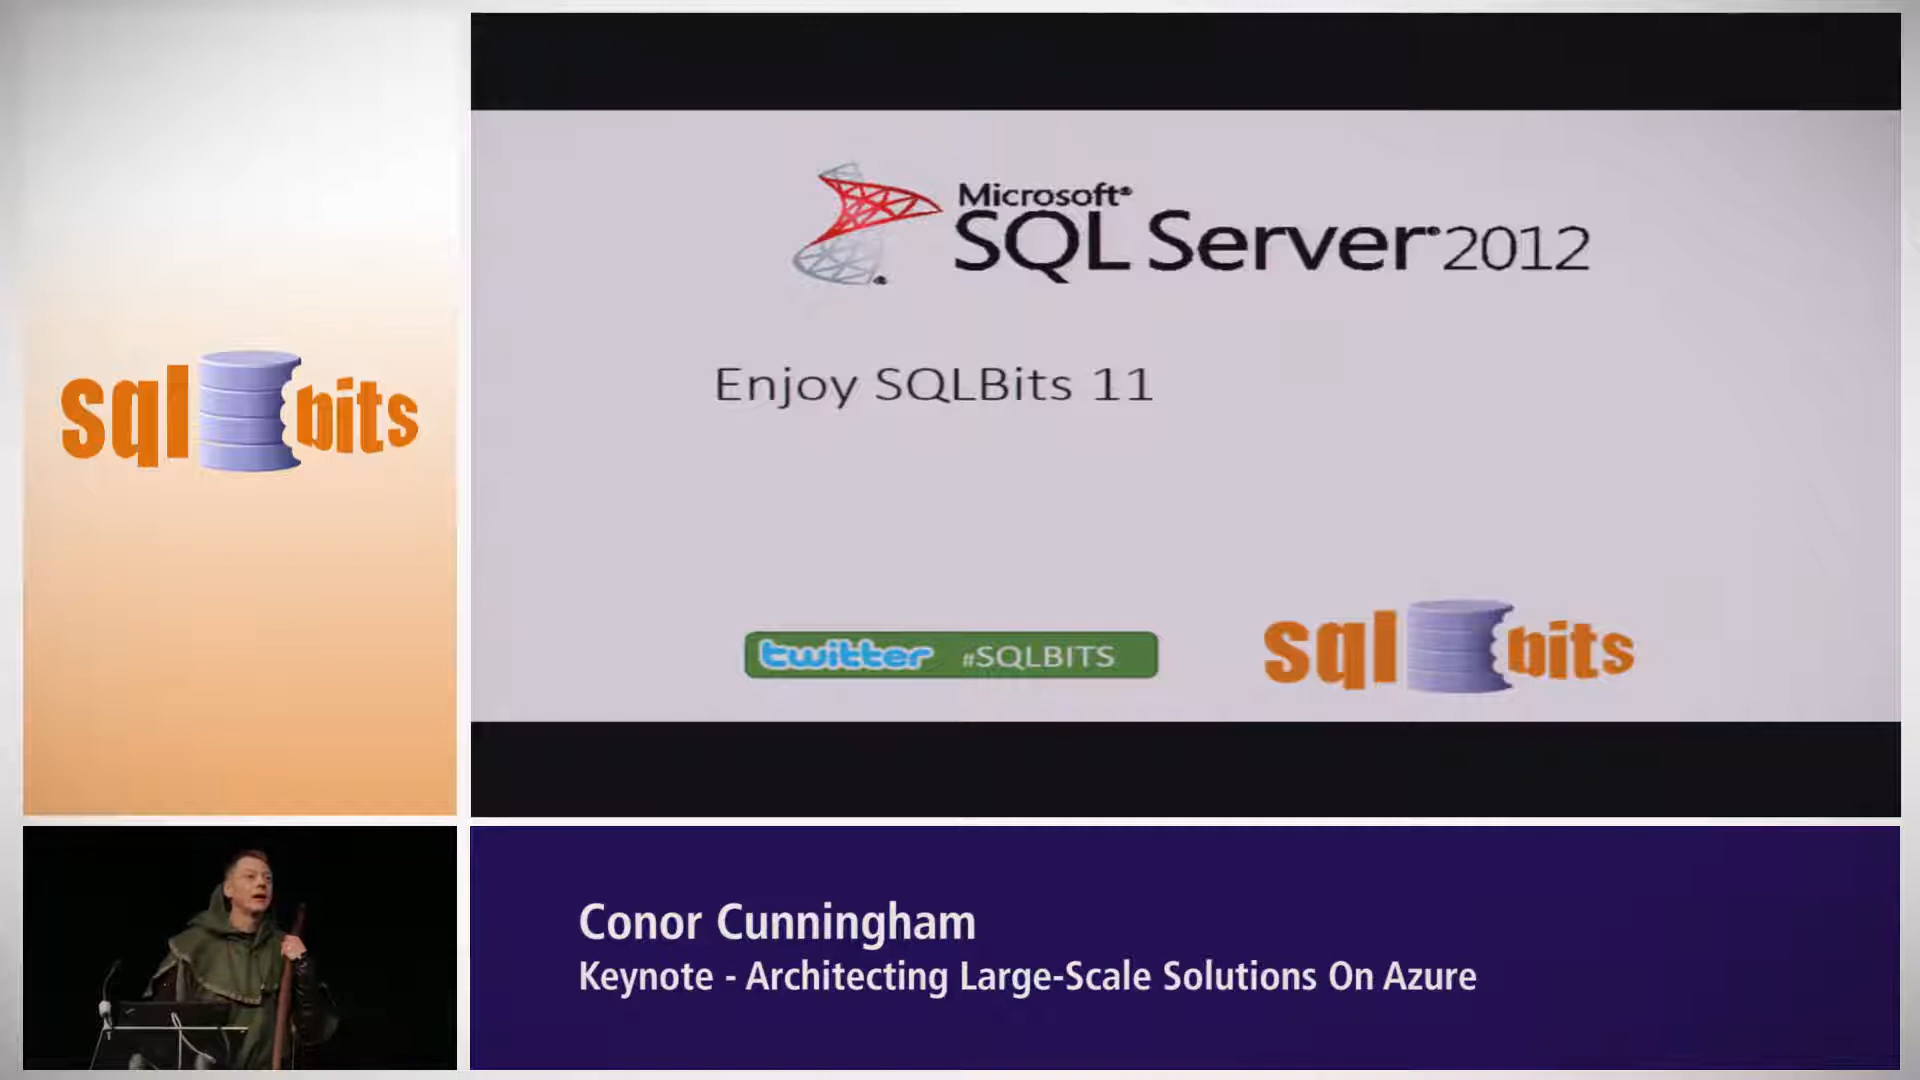 sql bits
Microsoft®
SQL Server® 2012
Enjoy SQLBits 11
twitter #SQLBITS
sql bits
Conor Cunningham
Keynote - Architecting Large-Scale Solutions On Azure